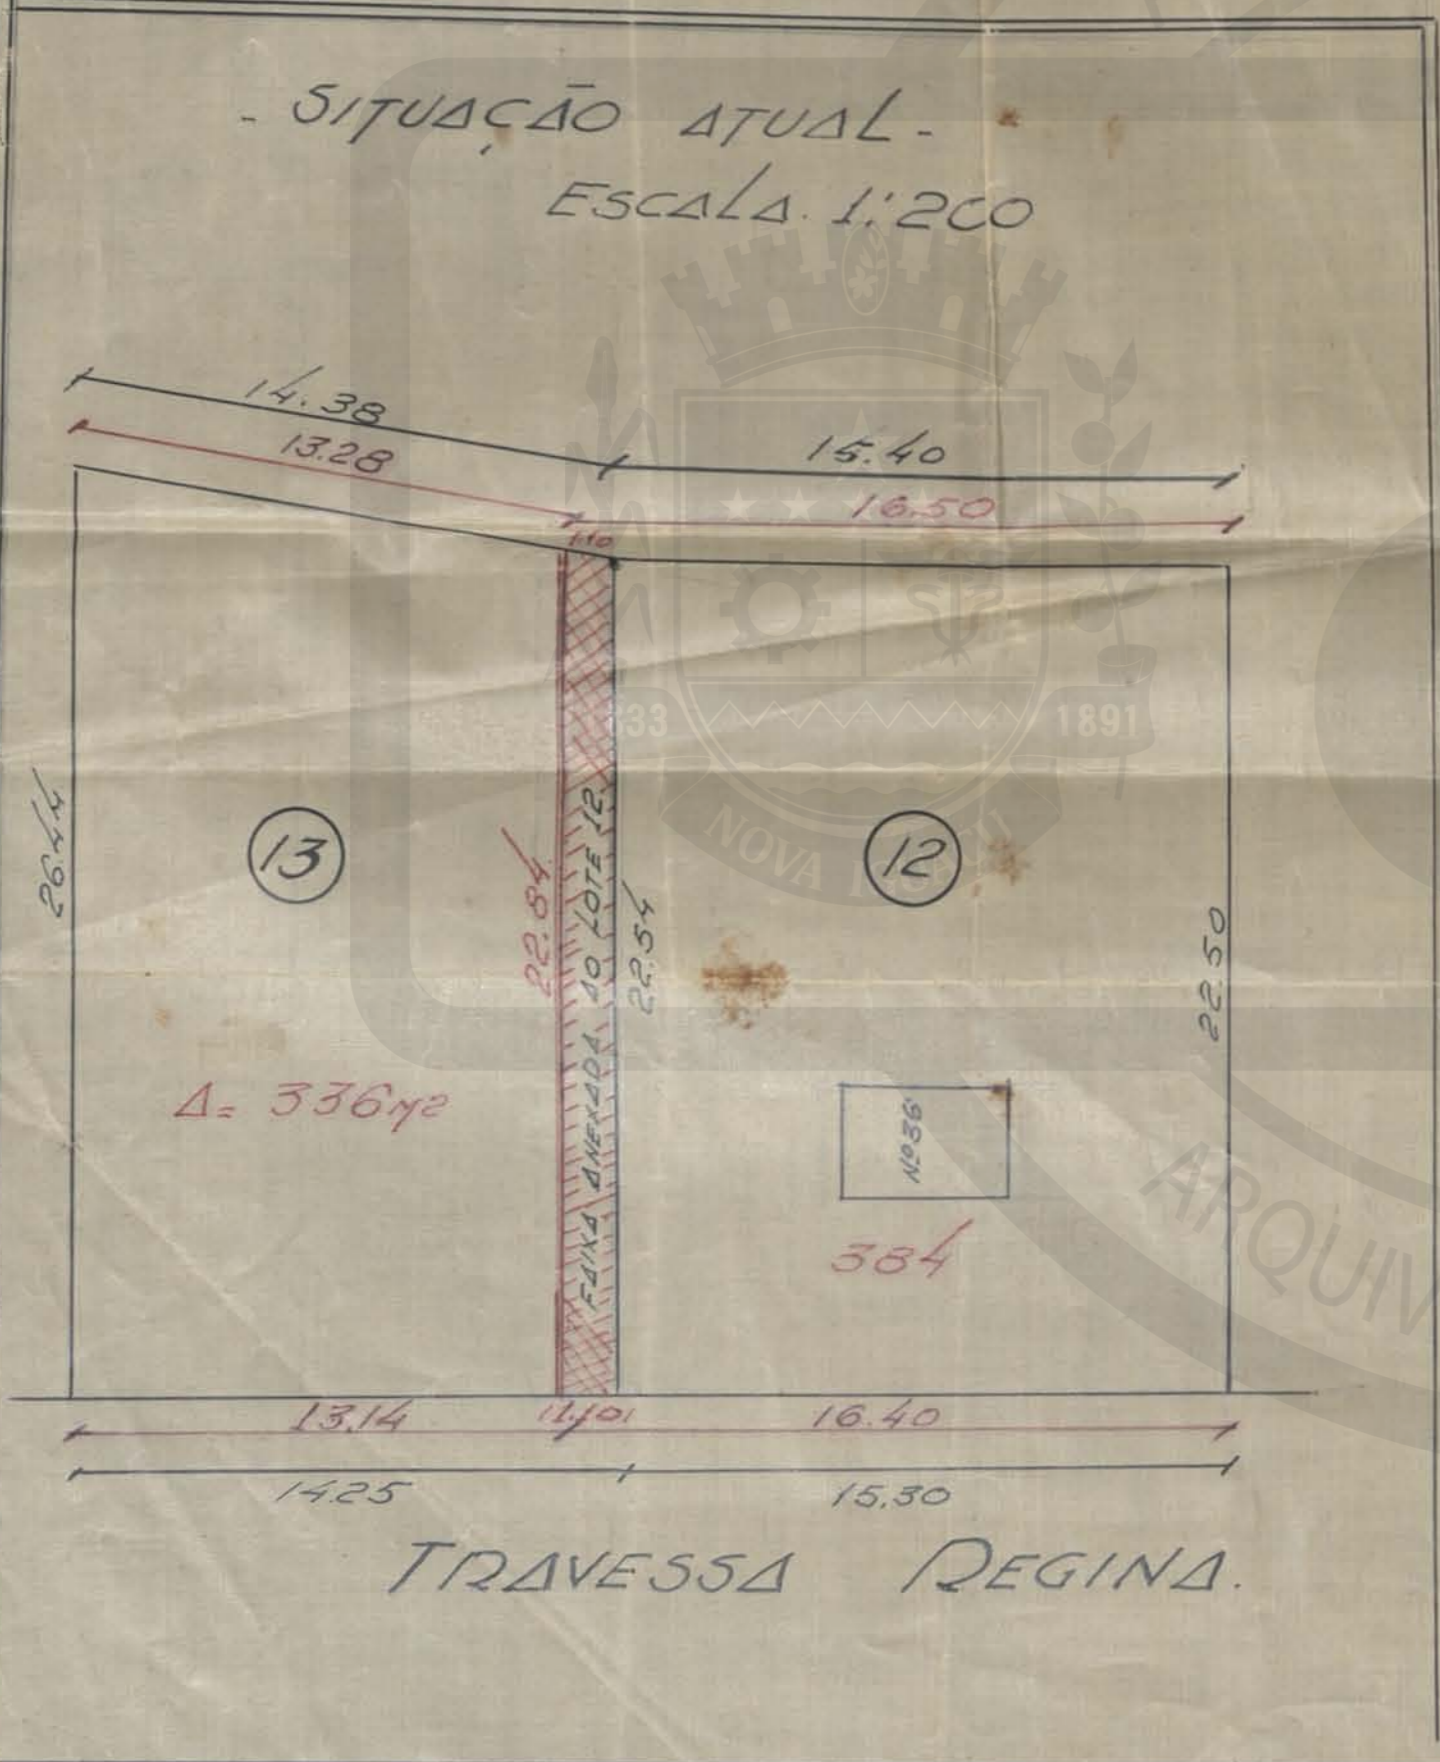 - SITUAÇÃO ATUAL -
ESCALA. 1:200
14.38
13.28
15.40
16.50
1.10
1891
NOVA
26.44
13
22.84
FAIXA ANEXADA AO LOTE 12.
22.54
12
22.50
A= 336m2
Nº36
384
ARQUIV
13.14
1.10
16.40
14.25
15.30
TRAVESSA REGINA.